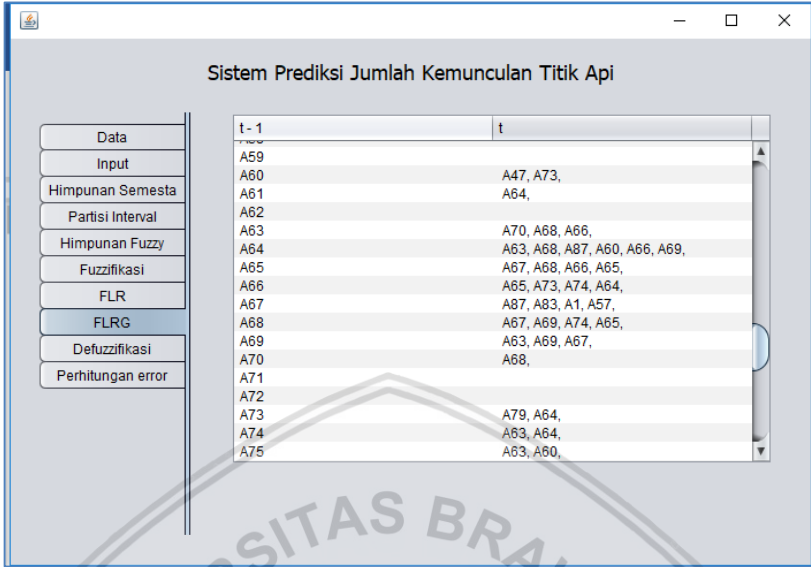 Sistem Prediksi Jumlah Kemunculan Titik Api
Data
Input
Himpunan Semesta
Partisi Interval
Himpunan Fuzzy
Fuzzifikasi
FLR
FLRG
Defuzzifikasi
Perhitungan error
t - 1 t
A59
A60 A47, A73,
A61 A64,
A62
A63 A70, A68, A66,
A64 A63, A68, A87, A60, A66, A69,
A65 A67, A68, A66, A65,
A66 A65, A73, A74, A64,
A67 A87, A83, A1, A57,
A68 A67, A69, A74, A65,
A69 A63, A69, A67,
A70 A68,
A71
A72
A73 A79, A64,
A74 A63, A64,
A75 A63, A60,